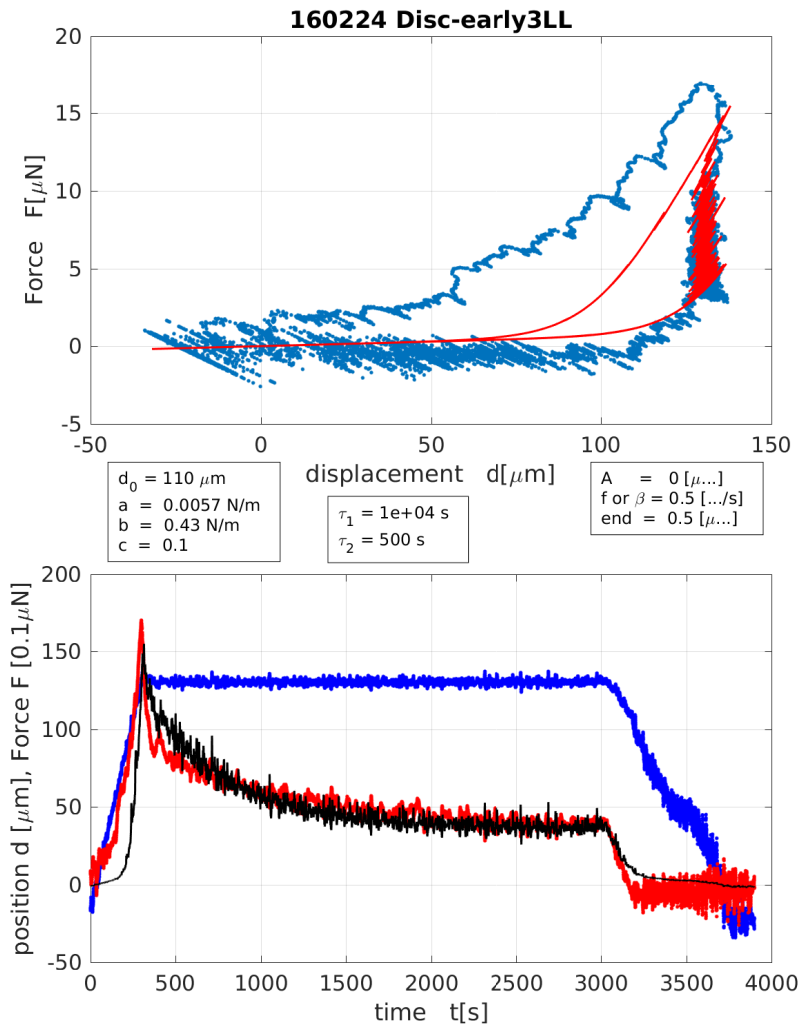 160224 Disc-early3LL
20
15
10
5
0
-5
Force F[μN]
-50 0 50 100 150
displacement d[μm]
d0 = 110 μm
a = 0.0057 N/m
b = 0.43 N/m
c = 0.1
τ1 = 1e+04 s
τ2 = 500 s
A = 0 [μ...]
f or β = 0.5 [.../s]
end = 0.5 [μ...]
200
150
100
50
0
-50
position d [μm], Force F [0.1μN]
0 500 1000 1500 2000 2500 3000 3500 4000
time t[s]